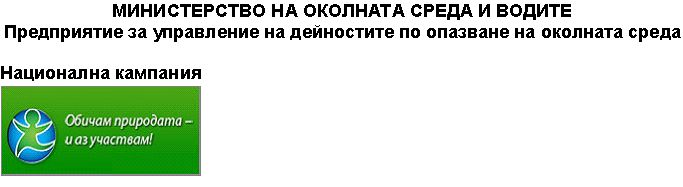 МИНИСТЕРСТВО НА ОКОЛНАТА СРЕДА И ВОДИТЕ
Предприятие за управление на дейностите по опазване на околната среда
Национална кампания
Обичам природата –
и аз участвам!